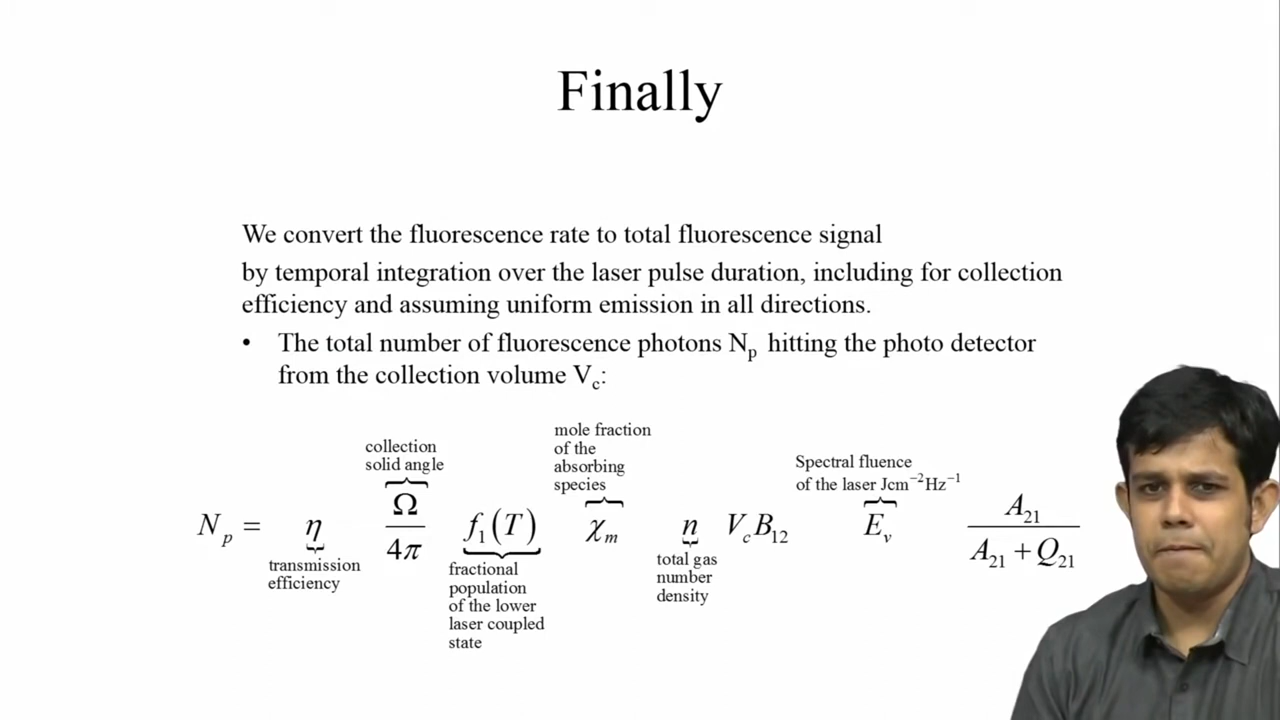 Finally
We convert the fluorescence rate to total fluorescence signal
by temporal integration over the laser pulse duration, including for collection
efficiency and assuming uniform emission in all directions.
• The total number of fluorescence photons Np hitting the photo detector
from the collection volume Vc:
collection
solid angle
mole fraction
of the
absorbing
species
Spectral fluence
of the laser Jcm⁻²Hz⁻¹
Np = η Ω/4π f₁(T) χm n VcB₁₂ Eν A₂₁/(A₂₁ + Q₂₁)
transmission
efficiency
fractional
population
of the lower
laser coupled
state
total gas
number
density